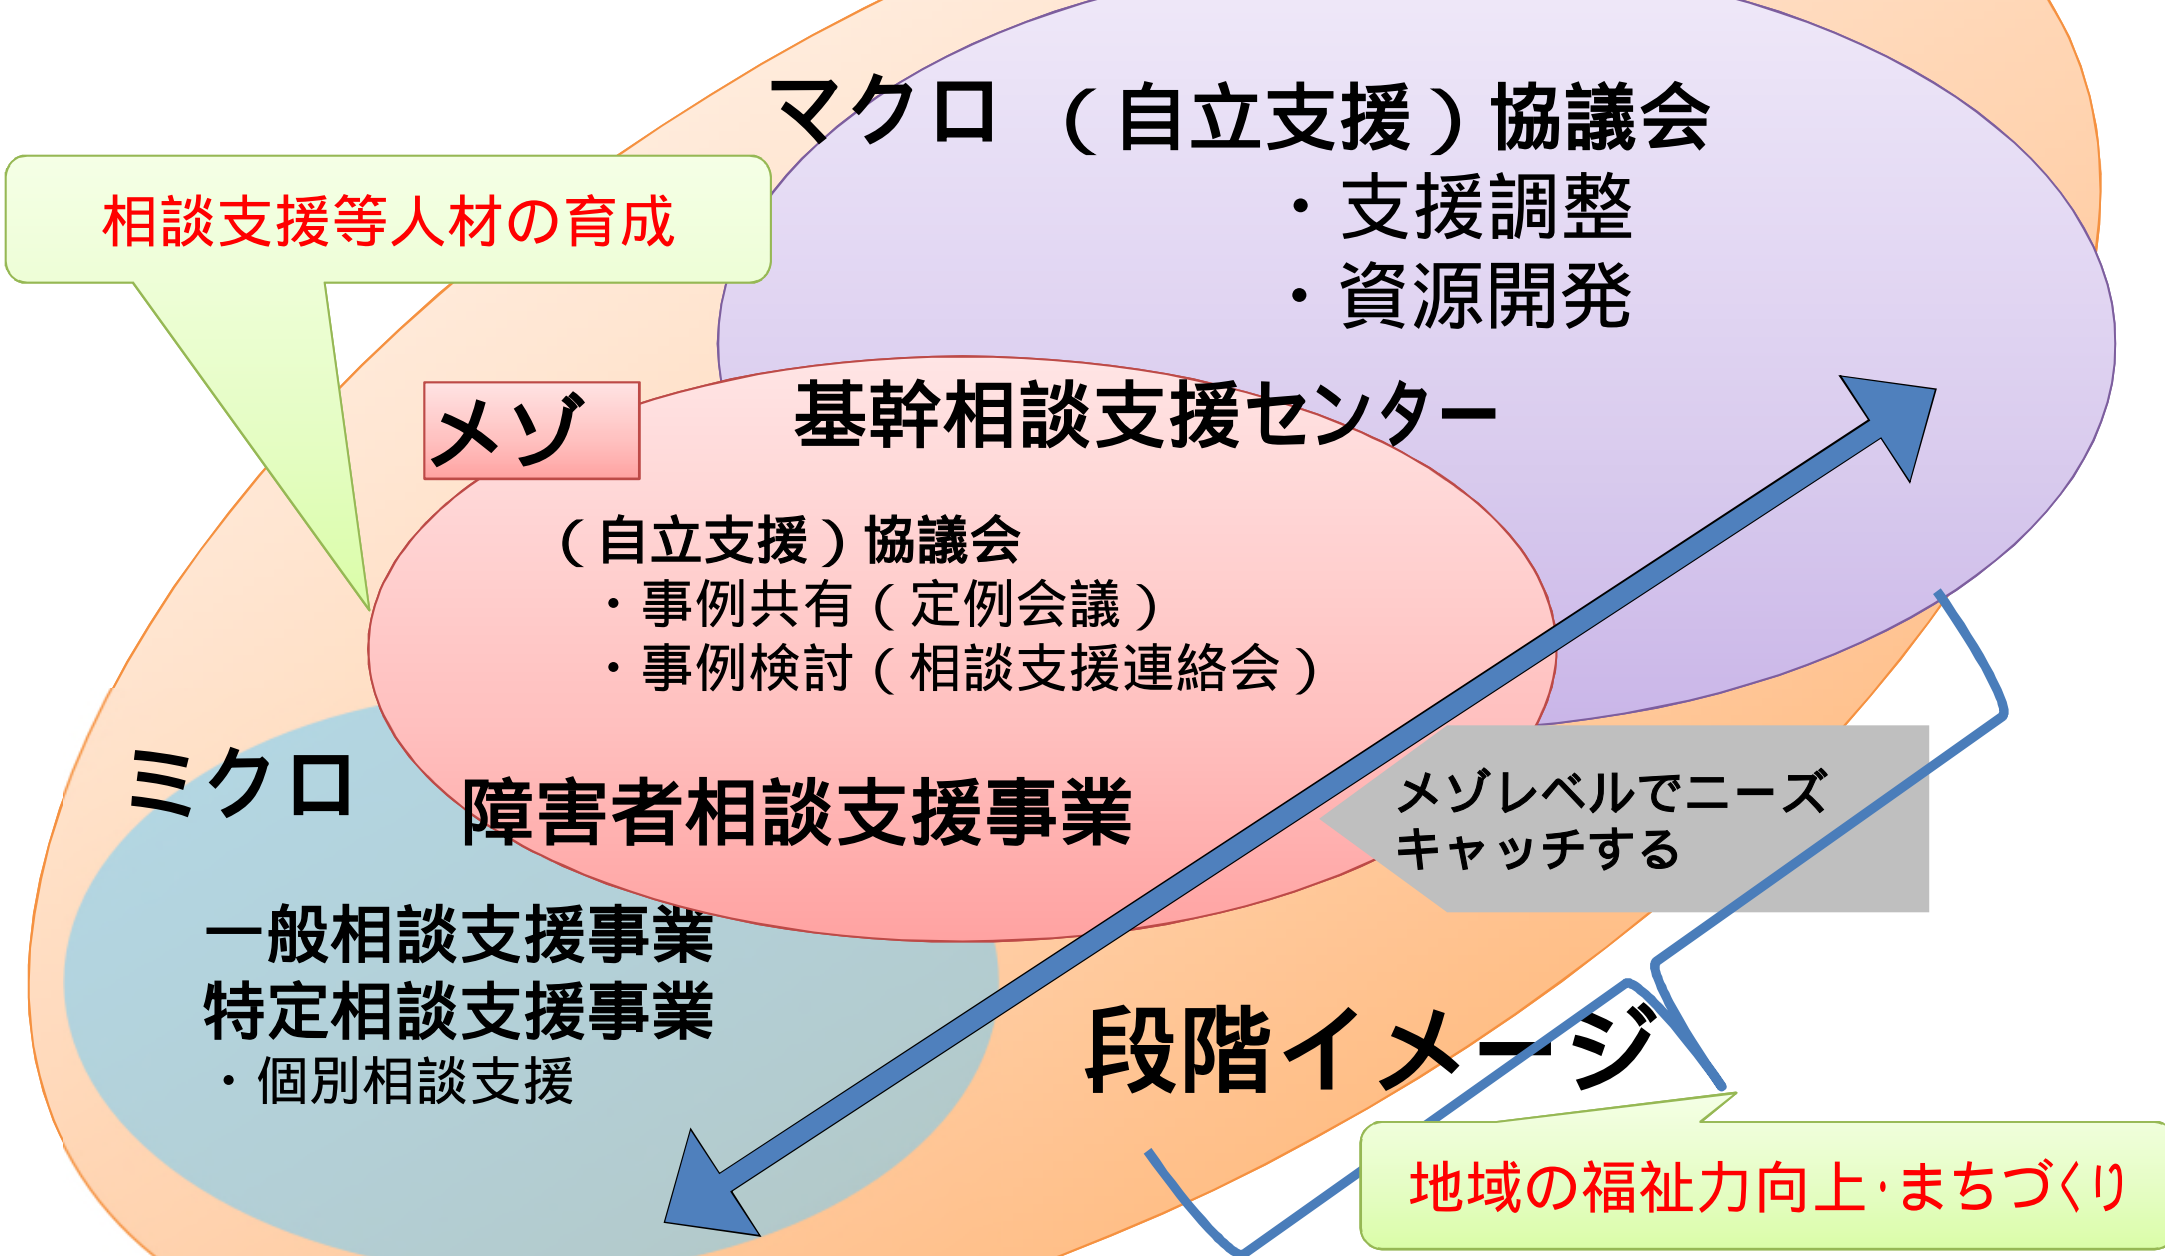 マクロ
（自立支援）協議会
・支援調整
・資源開発
相談支援等人材の育成
メゾ
基幹相談支援センター
（自立支援）協議会
・事例共有（定例会議）
・事例検討（相談支援連絡会）
ミクロ
障害者相談支援事業
メゾレベルでニーズ
キャッチする
一般相談支援事業
特定相談支援事業
・個別相談支援
段階イメージ
地域の福祉力向上・まちづくり